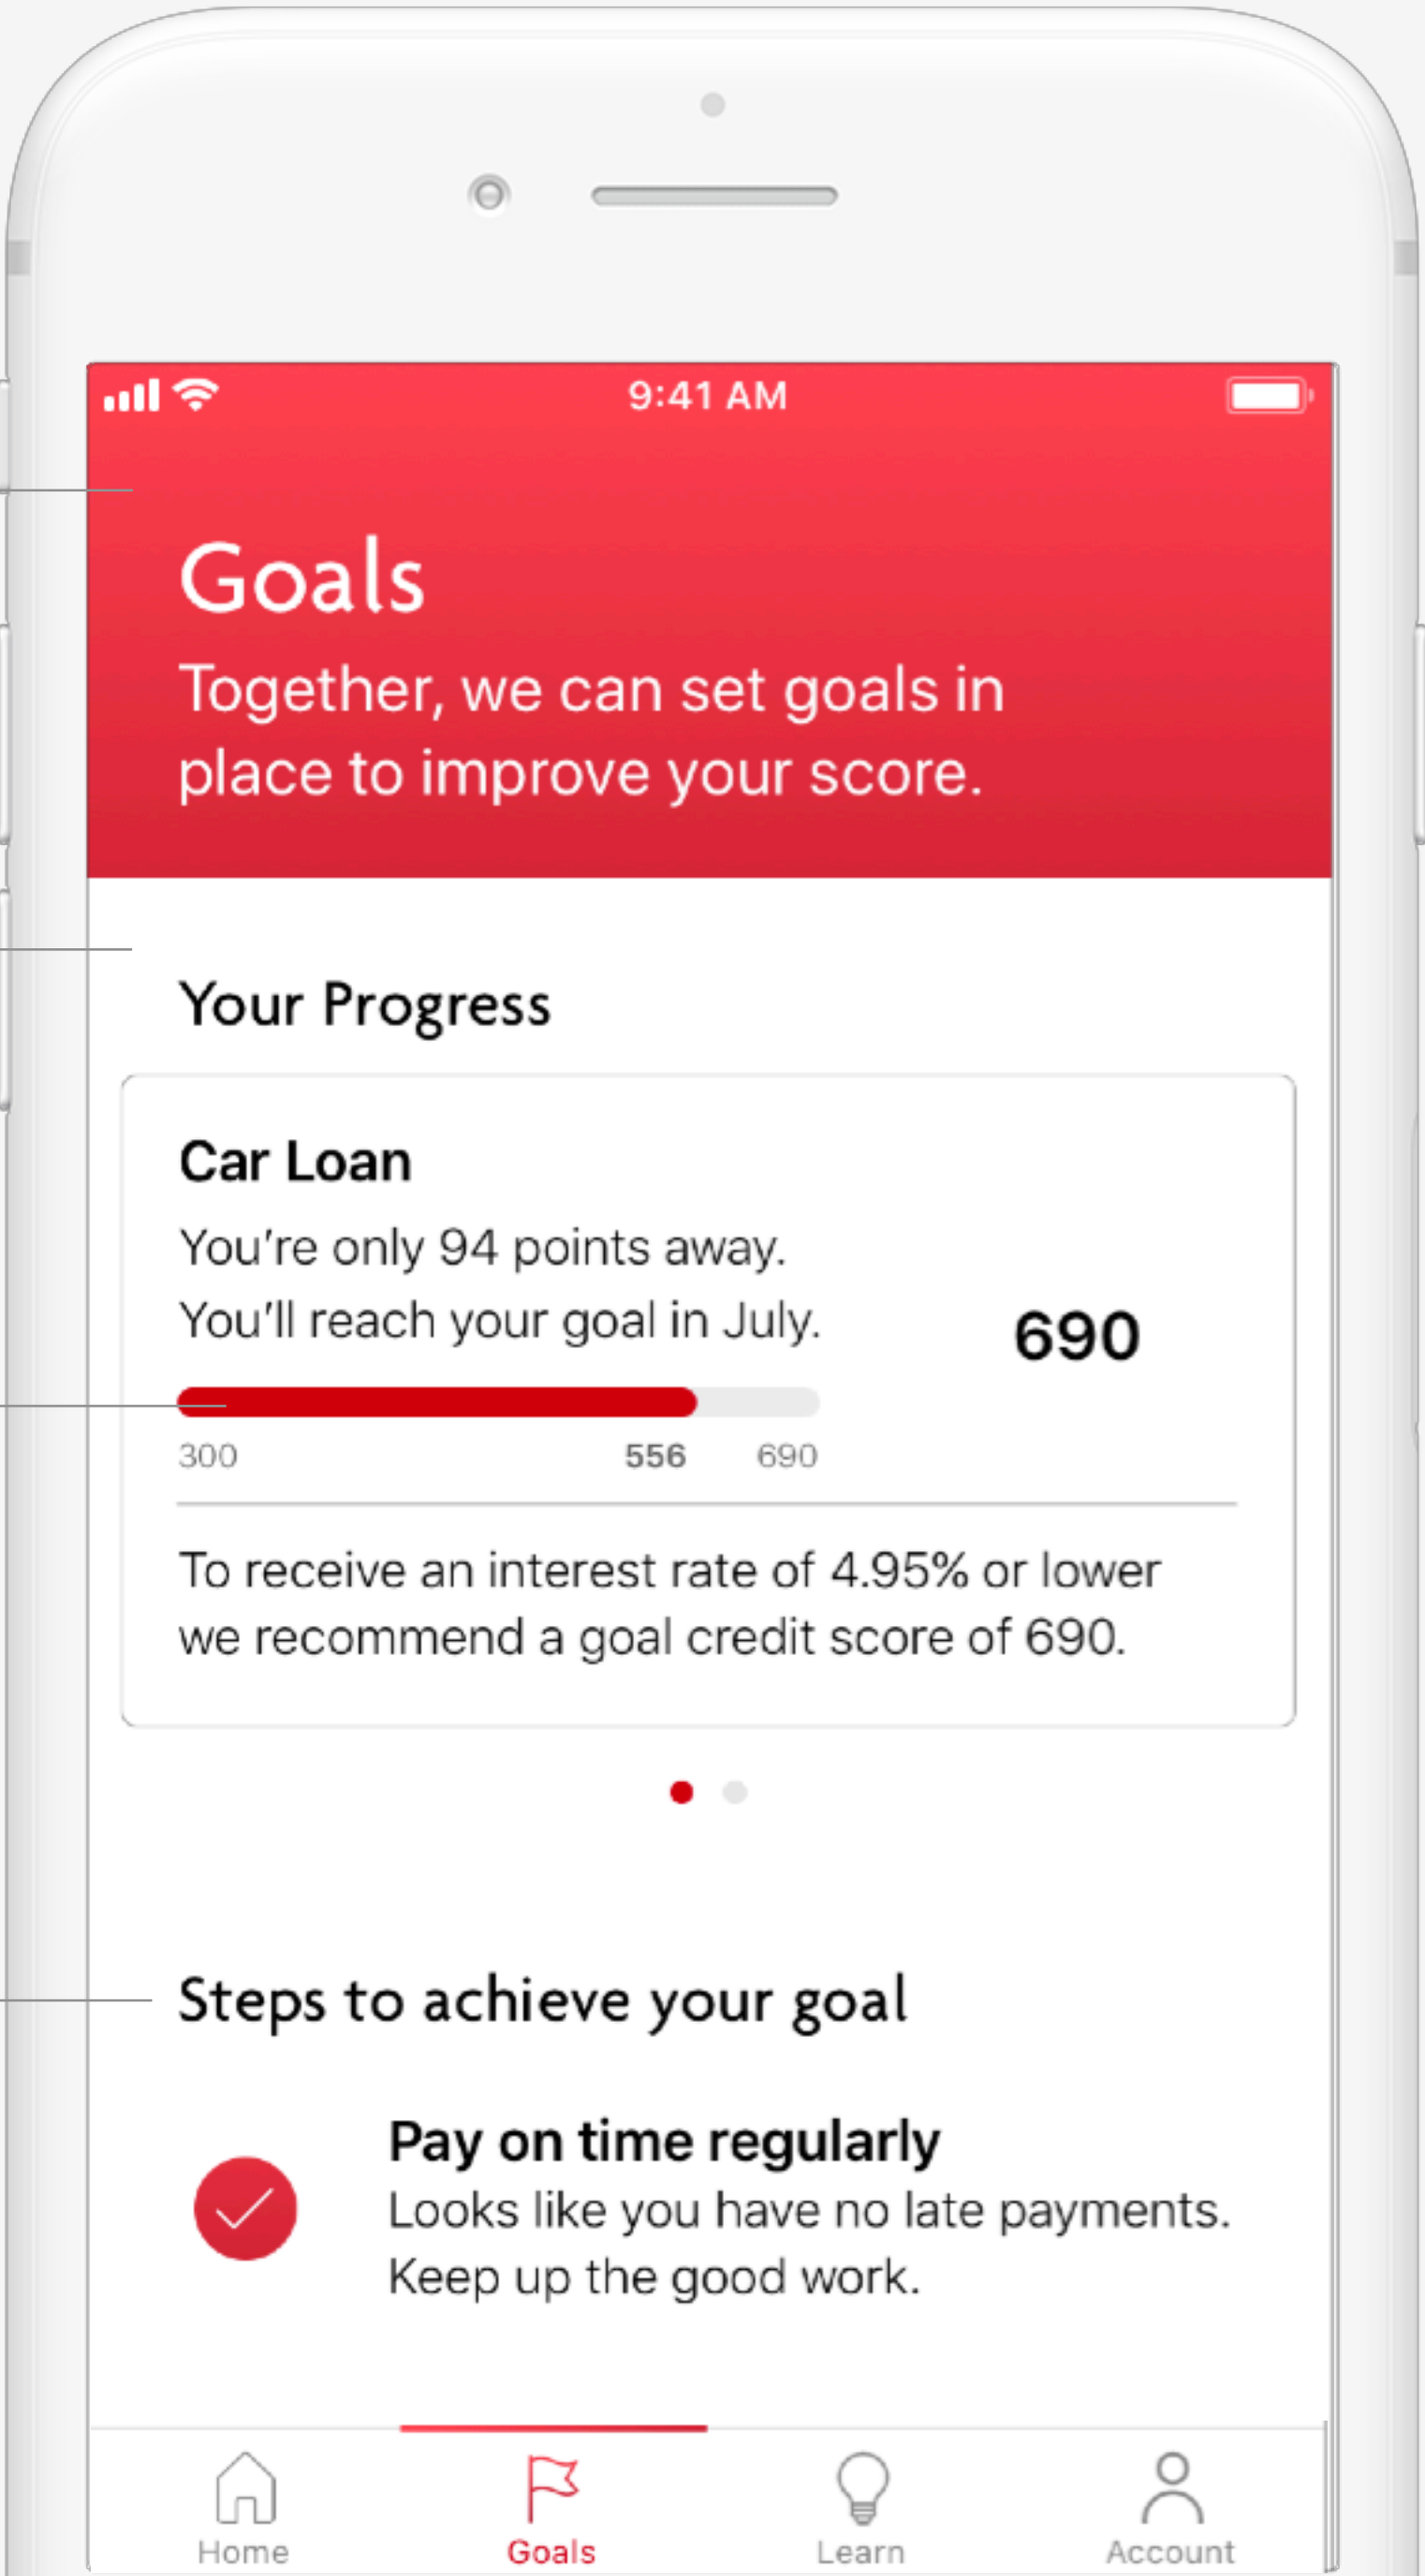 9:41 AM
Goals
Together, we can set goals in
place to improve your score.
Your Progress
Car Loan
You're only 94 points away.
You'll reach your goal in July.
690
300 556 690
To receive an interest rate of 4.95% or lower
we recommend a goal credit score of 690.
Steps to achieve your goal
Pay on time regularly
Looks like you have no late payments.
Keep up the good work.
Home Goals Learn Account